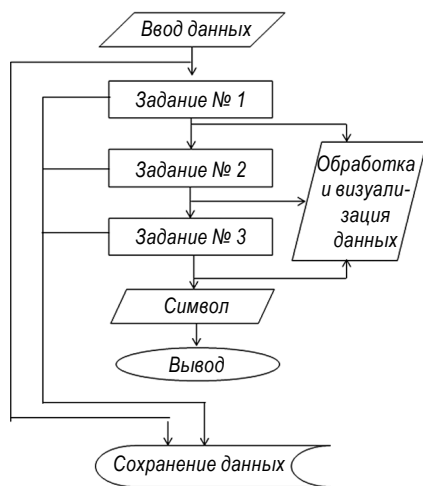 Ввод данных
Задание № 1
Задание № 2
Обработка
и визуали-
зация
данных
Задание № 3
Символ
Вывод
Сохранение данных